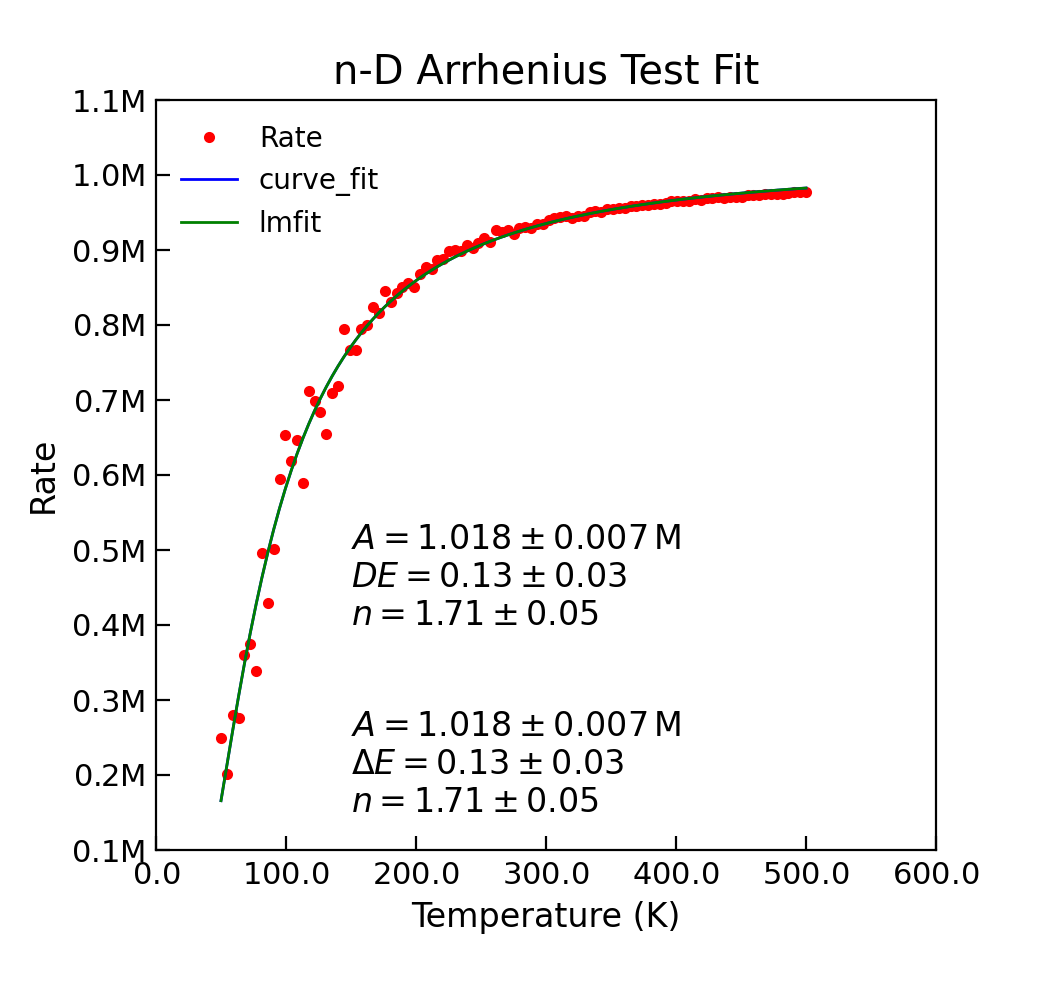 n-D Arrhenius Test Fit
1.1M
1.0M
0.9M
0.8M
0.7M
0.6M
0.5M
0.4M
0.3M
0.2M
0.1M
Rate
Rate
curve_fit
lmfit
A = 1.018 ± 0.007 M
DE = 0.13 ± 0.03
n = 1.71 ± 0.05
A = 1.018 ± 0.007 M
ΔE = 0.13 ± 0.03
n = 1.71 ± 0.05
0.0 100.0 200.0 300.0 400.0 500.0 600.0
Temperature (K)